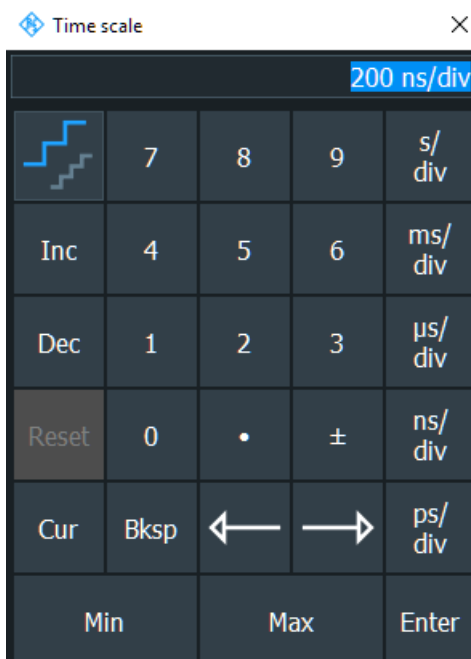 Time scale
200 ns/div
7 8 9 s/
div
Inc 4 5 6 ms/
div
Dec 1 2 3 µs/
div
Reset 0 • ± ns/
div
Cur Bksp ps/
div
Min Max Enter